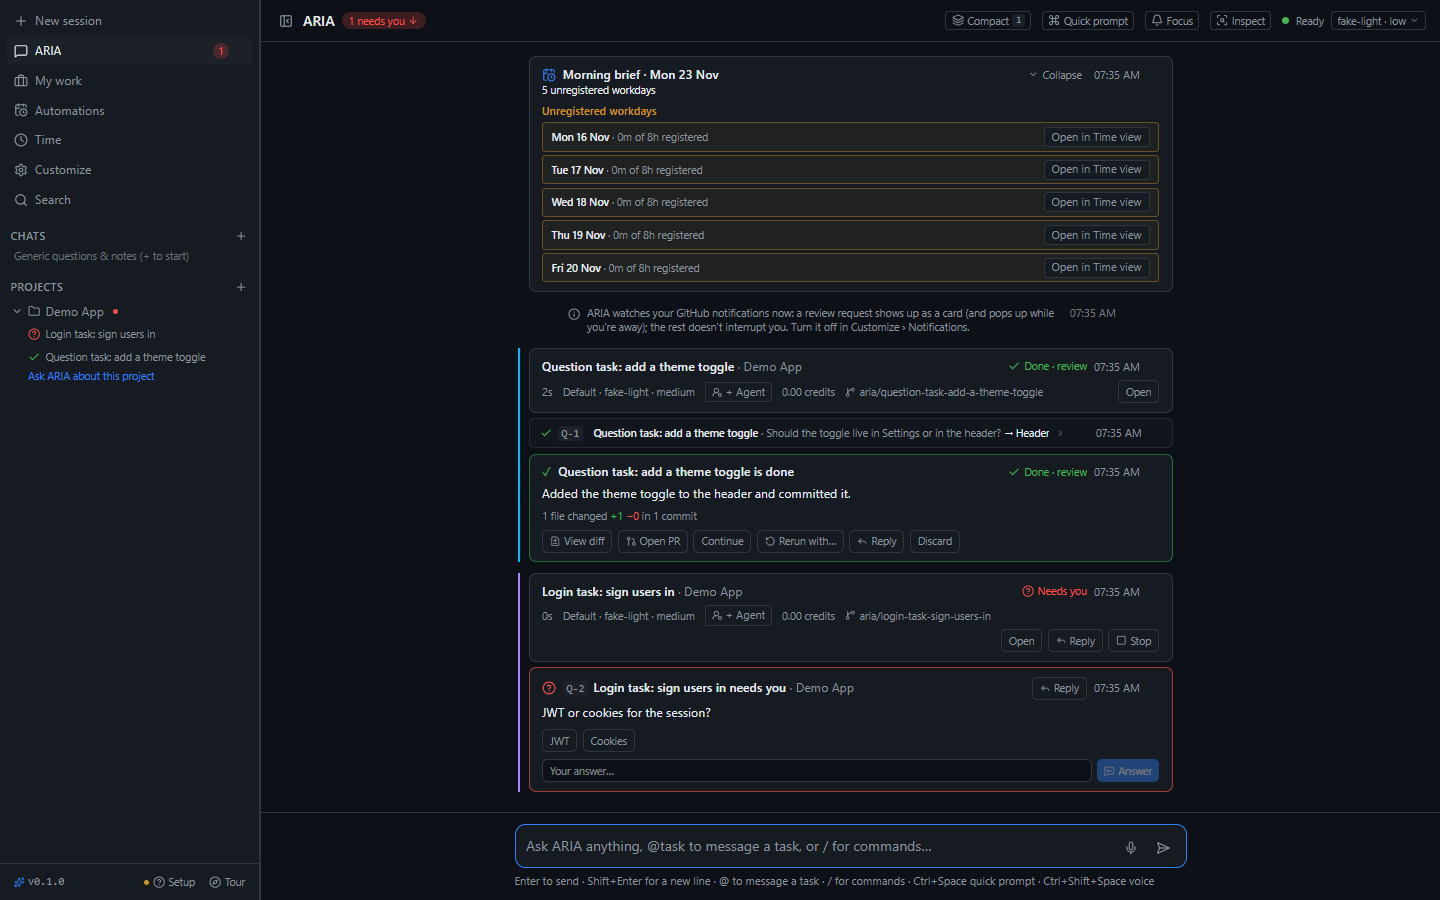 New session
ARIA
1
My work
Automations
Time
Customize
Search
CHATS
Generic questions & notes (+ to start)
PROJECTS
Demo App
Login task: sign users in
Question task: add a theme toggle
Ask ARIA about this project
v0.1.0
Setup
Tour
ARIA
1 needs you ↓
Compact 1
Quick prompt
Focus
Inspect
Ready
fake-light · low
Morning brief · Mon 23 Nov
Collapse
07:35 AM
5 unregistered workdays
Unregistered workdays
Mon 16 Nov · 0m of 8h registered
Open in Time view
Tue 17 Nov · 0m of 8h registered
Open in Time view
Wed 18 Nov · 0m of 8h registered
Open in Time view
Thu 19 Nov · 0m of 8h registered
Open in Time view
Fri 20 Nov · 0m of 8h registered
Open in Time view
ARIA watches your GitHub notifications now: a review request shows up as a card (and pops up while
you're away); the rest doesn't interrupt you. Turn it off in Customize › Notifications.
07:35 AM
Question task: add a theme toggle · Demo App
Done · review
07:35 AM
2s
Default · fake-light · medium
+ Agent
0.00 credits
aria/question-task-add-a-theme-toggle
Open
Q-1
Question task: add a theme toggle · Should the toggle live in Settings or in the header? → Header
07:35 AM
Question task: add a theme toggle is done
Done · review
07:35 AM
Added the theme toggle to the header and committed it.
1 file changed +1 −0 in 1 commit
View diff
Open PR
Continue
Rerun with...
Reply
Discard
Login task: sign users in · Demo App
Needs you
07:35 AM
0s
Default · fake-light · medium
+ Agent
0.00 credits
aria/login-task-sign-users-in
Open
Reply
Stop
Q-2
Login task: sign users in needs you · Demo App
Reply
07:35 AM
JWT or cookies for the session?
JWT
Cookies
Your answer...
Answer
Ask ARIA anything, @task to message a task, or / for commands...
Enter to send · Shift+Enter for a new line · @ to message a task · / for commands · Ctrl+Space quick prompt · Ctrl+Shift+Space voice